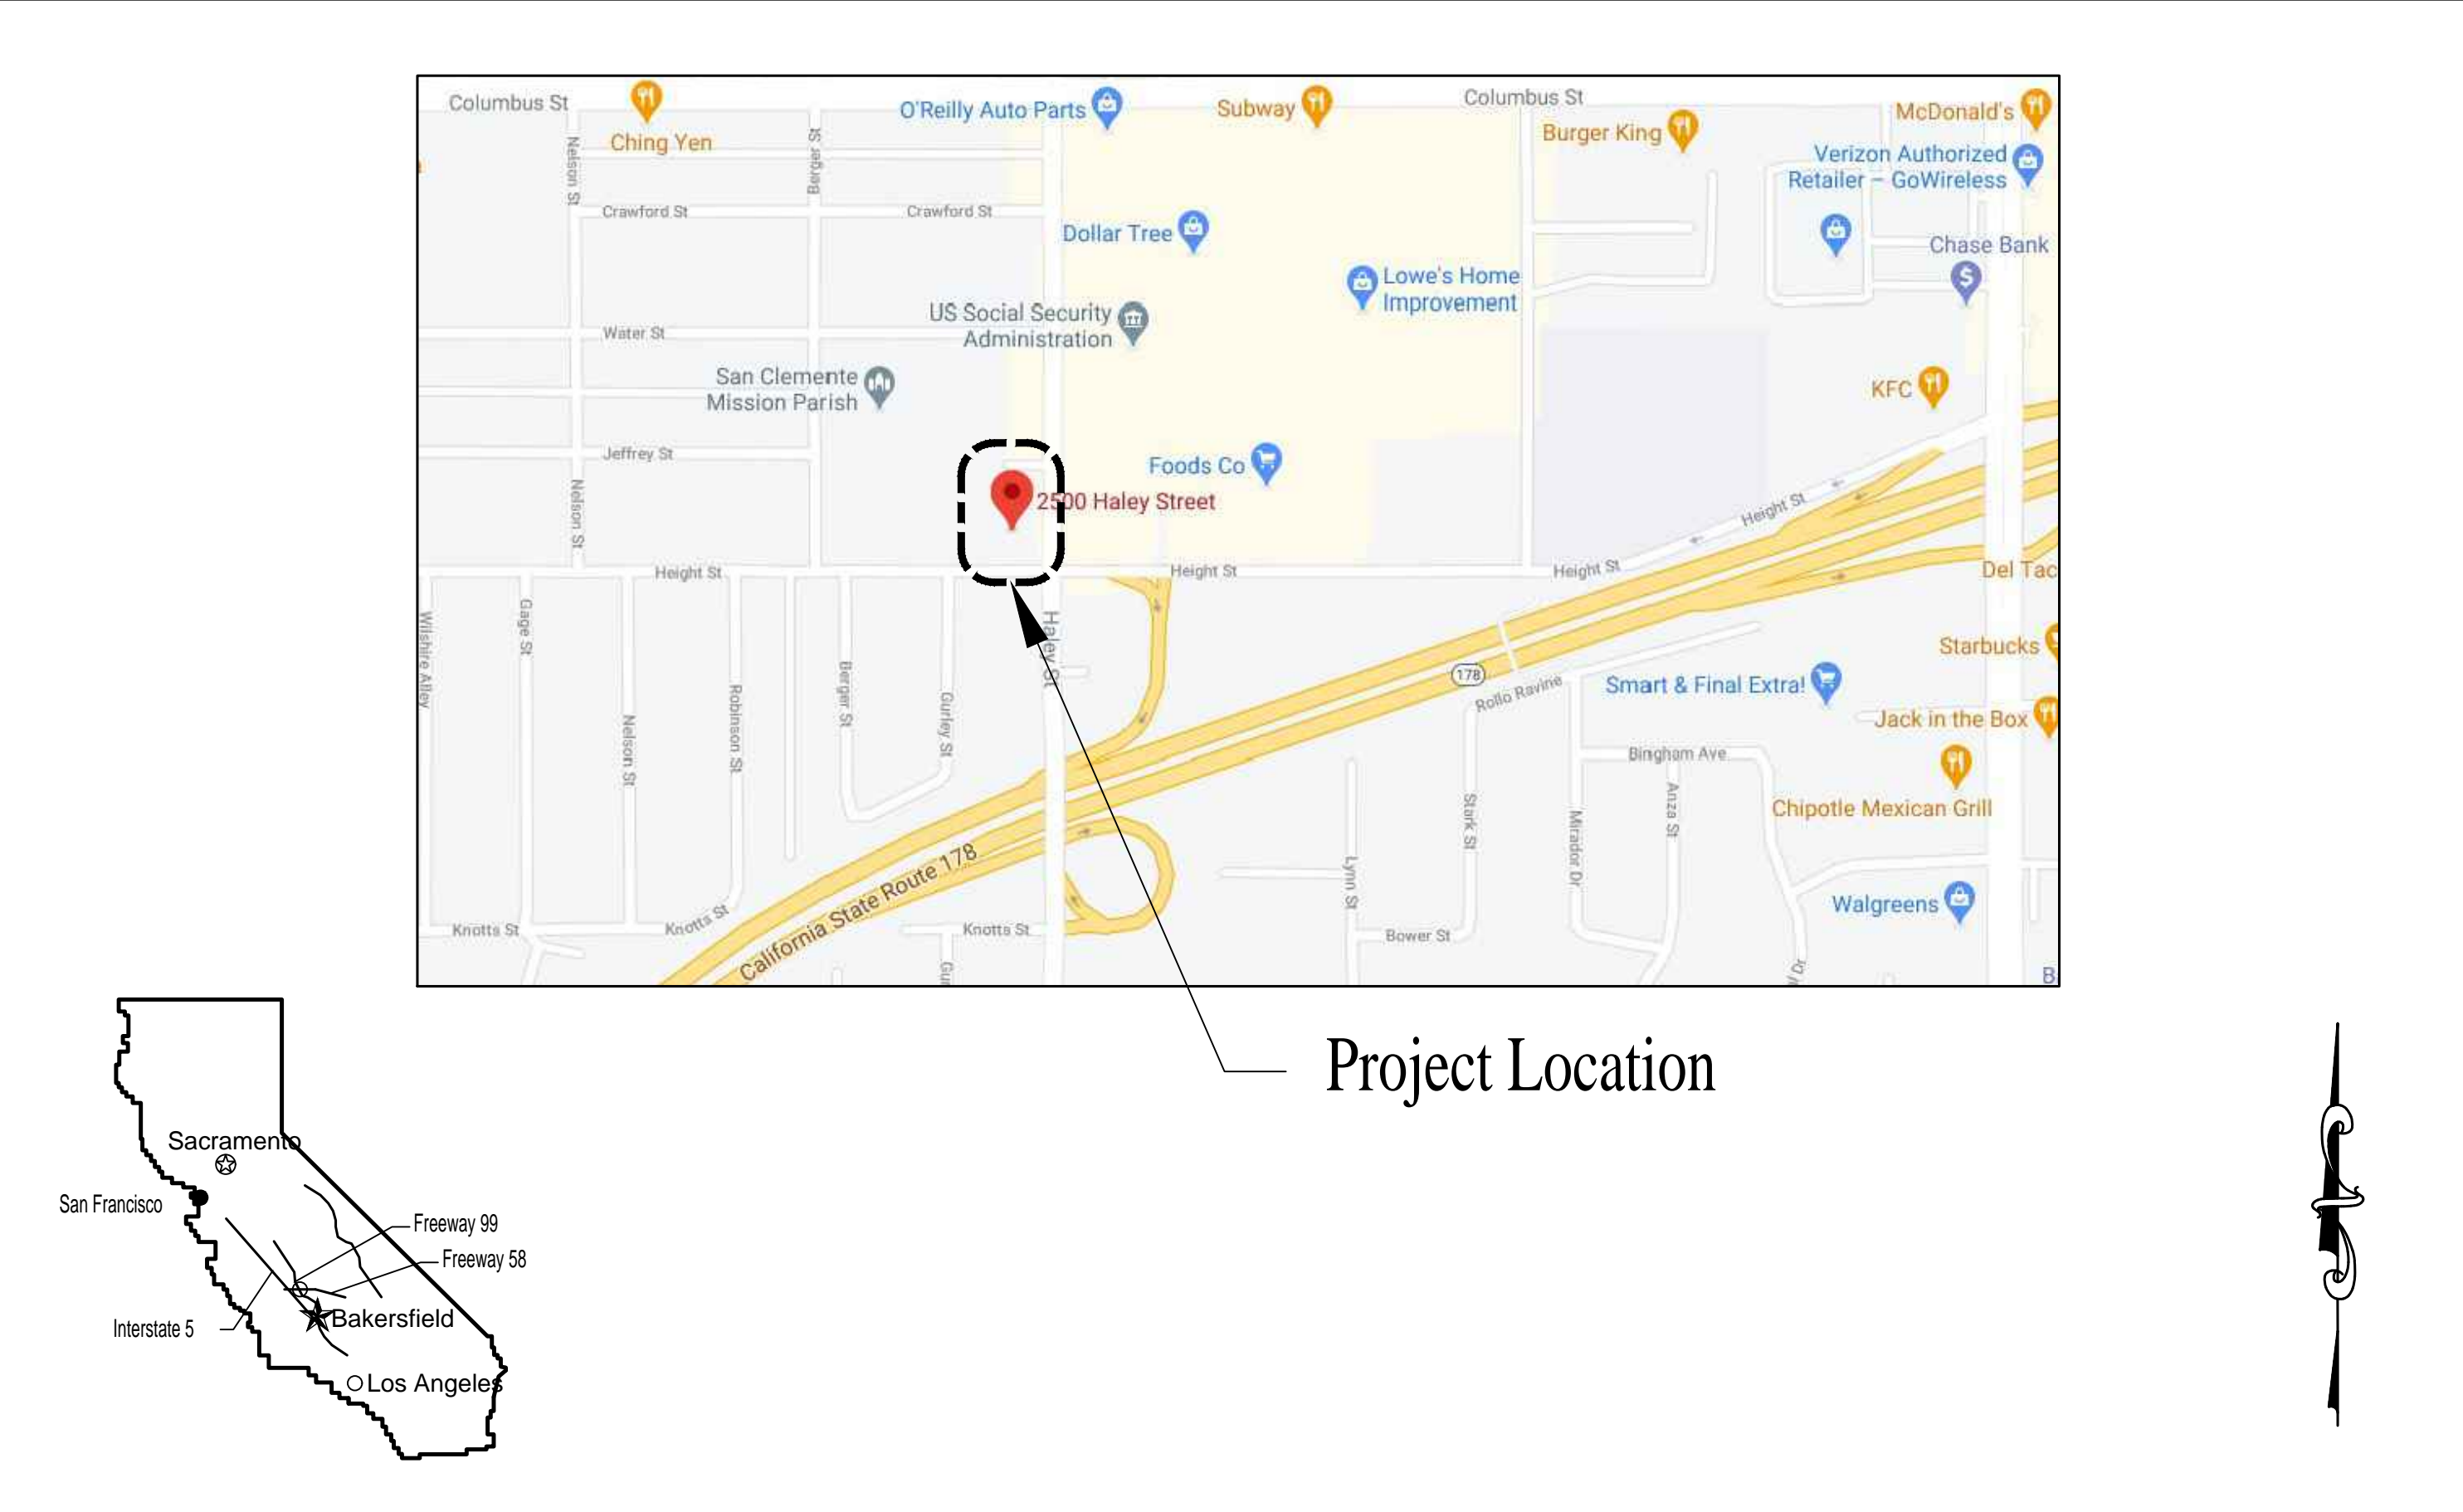 Columbus St
Columbus St
Ching Yen
O'Reilly Auto Parts
Subway
Burger King
McDonald's
Verizon Authorized
Retailer – GoWireless
Nelson St
Berger St
Crawford St
Crawford St
Dollar Tree
Chase Bank
Lowe's Home
Improvement
US Social Security
Administration
Water St
San Clemente
Mission Parish
KFC
Jeffrey St
Foods Co
2500 Haley Street
Nelson St
Height St
Height St
Height St
Height St
Del Tac
Wilshire Alley
Gage St
Nelson St
Robinson St
Berger St
Gurley St
Haley St
178
Rollo Ravine
Smart & Final Extra!
Starbucks
Jack in the Box
Bingham Ave
Chipotle Mexican Grill
Stark St
Mirador Dr
Anza St
Lynn St
California State Route 178
Walgreens
Knotts St
Knotts St
Knotts St
Bower St
Gur
Dr
B
Project Location
Sacramento
San Francisco
Freeway 99
Freeway 58
Interstate 5
Bakersfield
Los Angeles